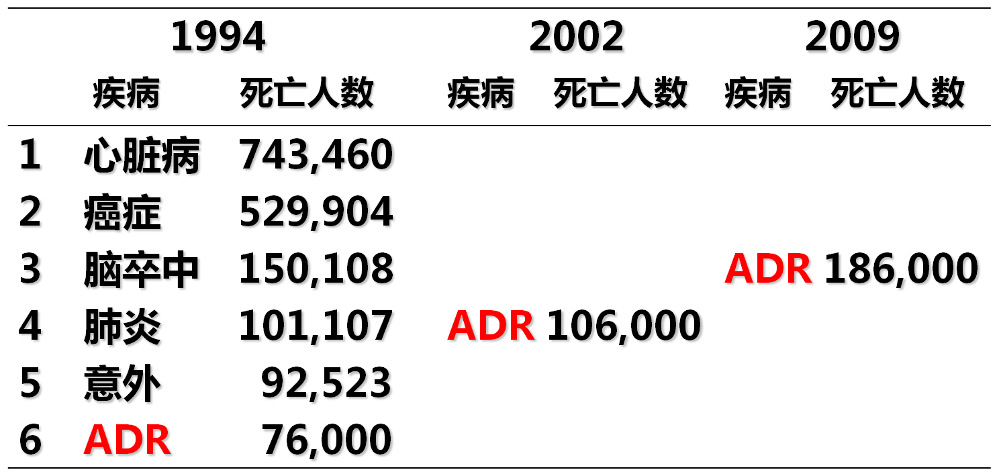 1994 2002 2009
疾病 死亡人数 疾病 死亡人数 疾病 死亡人数
1 心脏病 743,460
2 癌症 529,904
3 脑卒中 150,108 ADR 186,000
4 肺炎 101,107 ADR 106,000
5 意外 92,523
6 ADR 76,000